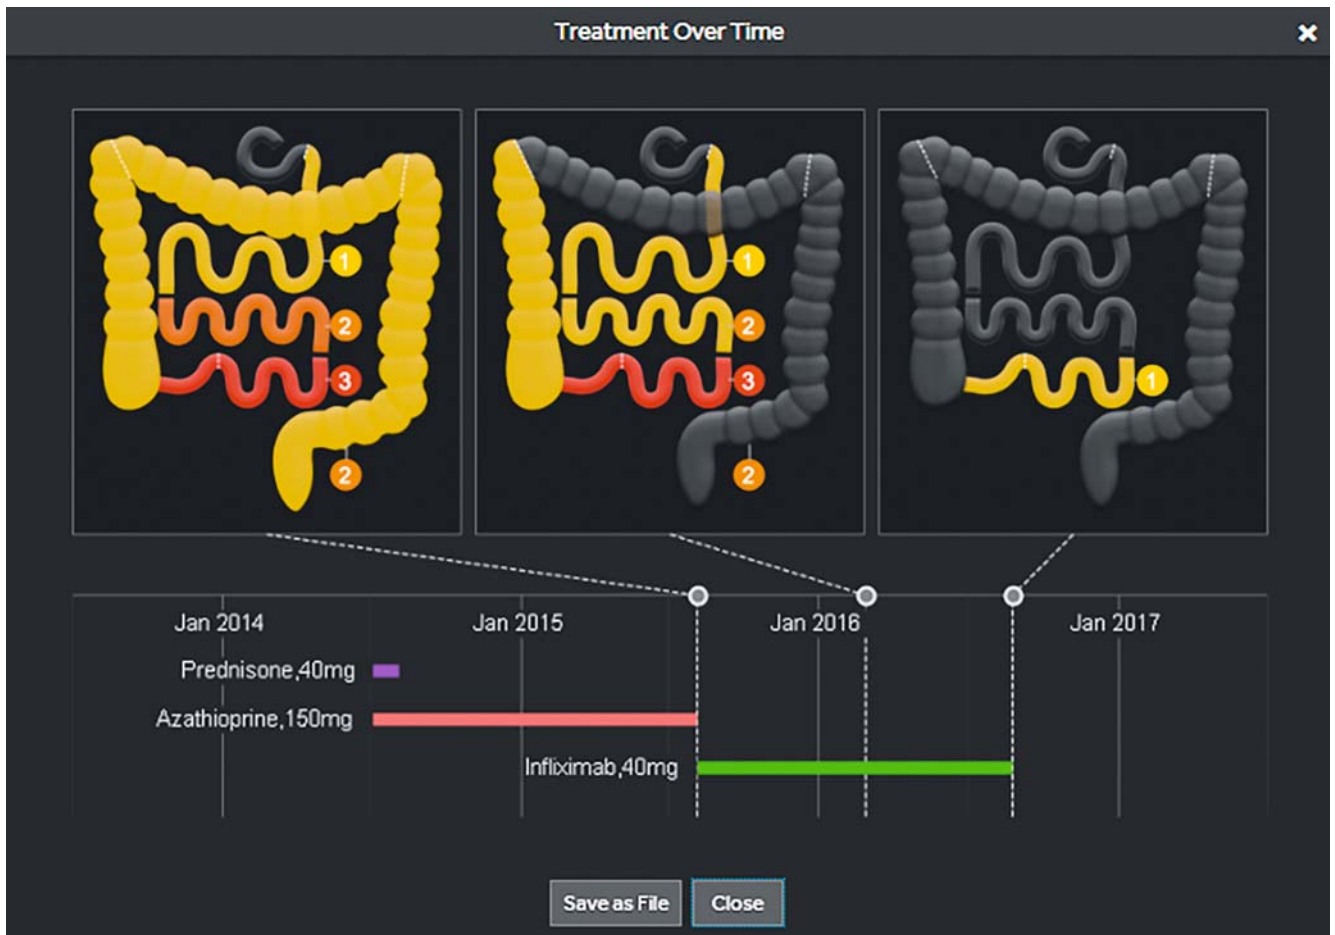 Treatment Over Time
1
2
3
2
1
2
3
2
1
Jan 2014
Jan 2015
Jan 2016
Jan 2017
Prednisone,40mg
Azathioprine,150mg
Infliximab,40mg
Save as File
Close